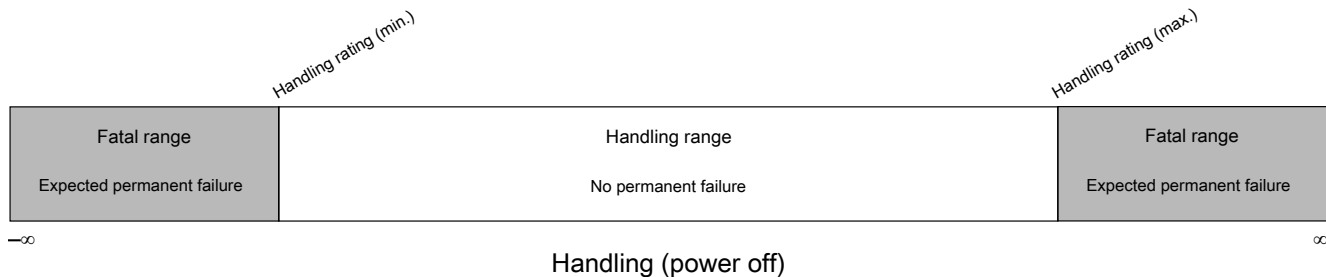 Handling rating (min.)
Handling rating (max.)
Fatal range
Handling range
Fatal range
Expected permanent failure
No permanent failure
Expected permanent failure
–∞
∞
Handling (power off)